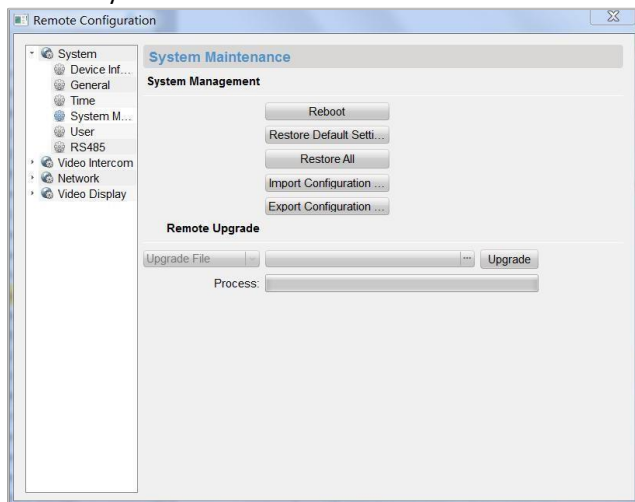 Remote Configuration
System
Device Inf...
General
Time
System M...
User
RS485
Video Intercom
Network
Video Display
System Maintenance
System Management
Reboot
Restore Default Setti...
Restore All
Import Configuration ...
Export Configuration ...
Remote Upgrade
Upgrade File
... Upgrade
Process: